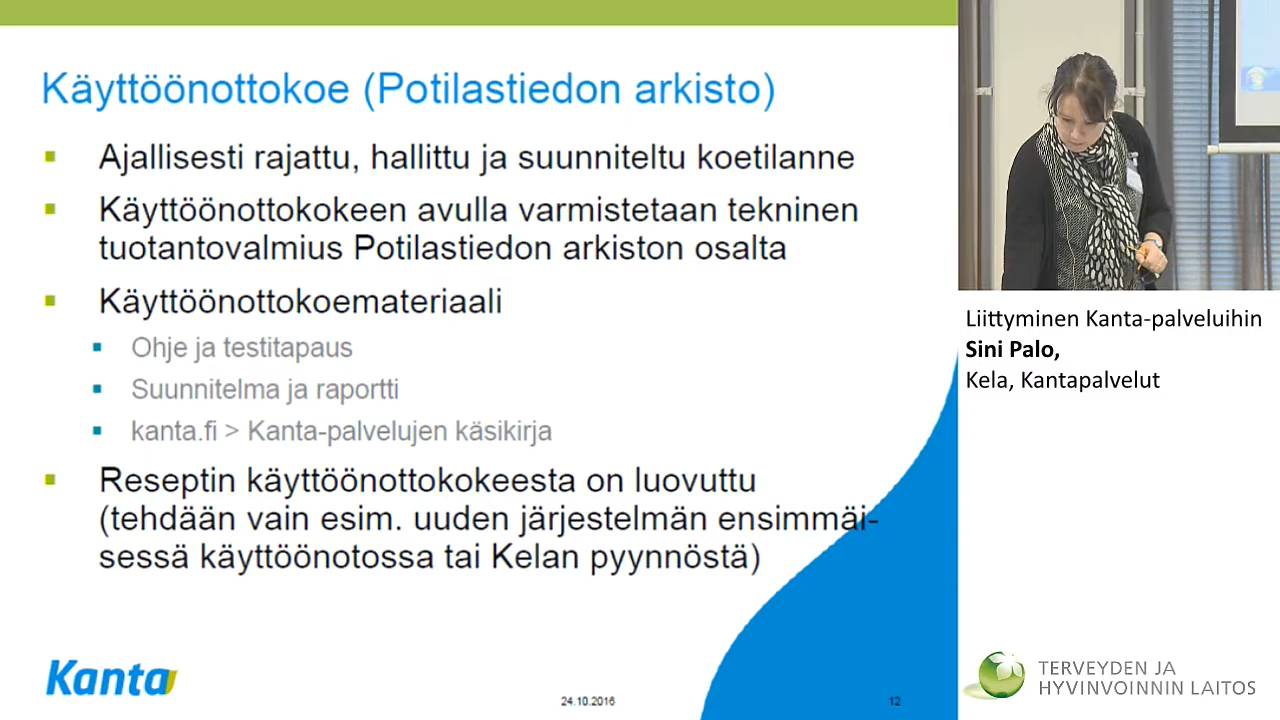 Käyttöönottokoe (Potilastiedon arkisto)
Ajallisesti rajattu, hallittu ja suunniteltu koetilanne
Käyttöönottokokeen avulla varmistetaan tekninen
tuotantovalmius Potilastiedon arkiston osalta
Käyttöönottokoemateriaali
Ohje ja testitapaus
Suunnitelma ja raportti
kanta.fi > Kanta-palvelujen käsikirja
Reseptin käyttöönottokokeesta on luovuttu
(tehdään vain esim. uuden järjestelmän ensimmäi-
sessä käyttöönotossa tai Kelan pyynnöstä)
Kanta
24.10.2016
12
Liittyminen Kanta-palveluihin
Sini Palo,
Kela, Kantapalvelut
TERVEYDEN JA
HYVINVOINNIN LAITOS